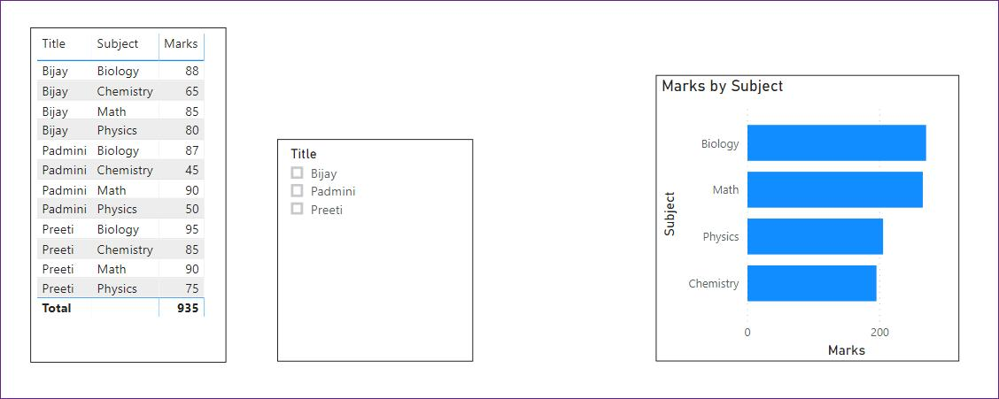 Title Subject Marks
Bijay Biology 88
Bijay Chemistry 65
Bijay Math 85
Bijay Physics 80
Padmini Biology 87
Padmini Chemistry 45
Padmini Math 90
Padmini Physics 50
Preeti Biology 95
Preeti Chemistry 85
Preeti Math 90
Preeti Physics 75
Total 935
Title
Bijay
Padmini
Preeti
Marks by Subject
Subject
Biology
Math
Physics
Chemistry
0 200
Marks